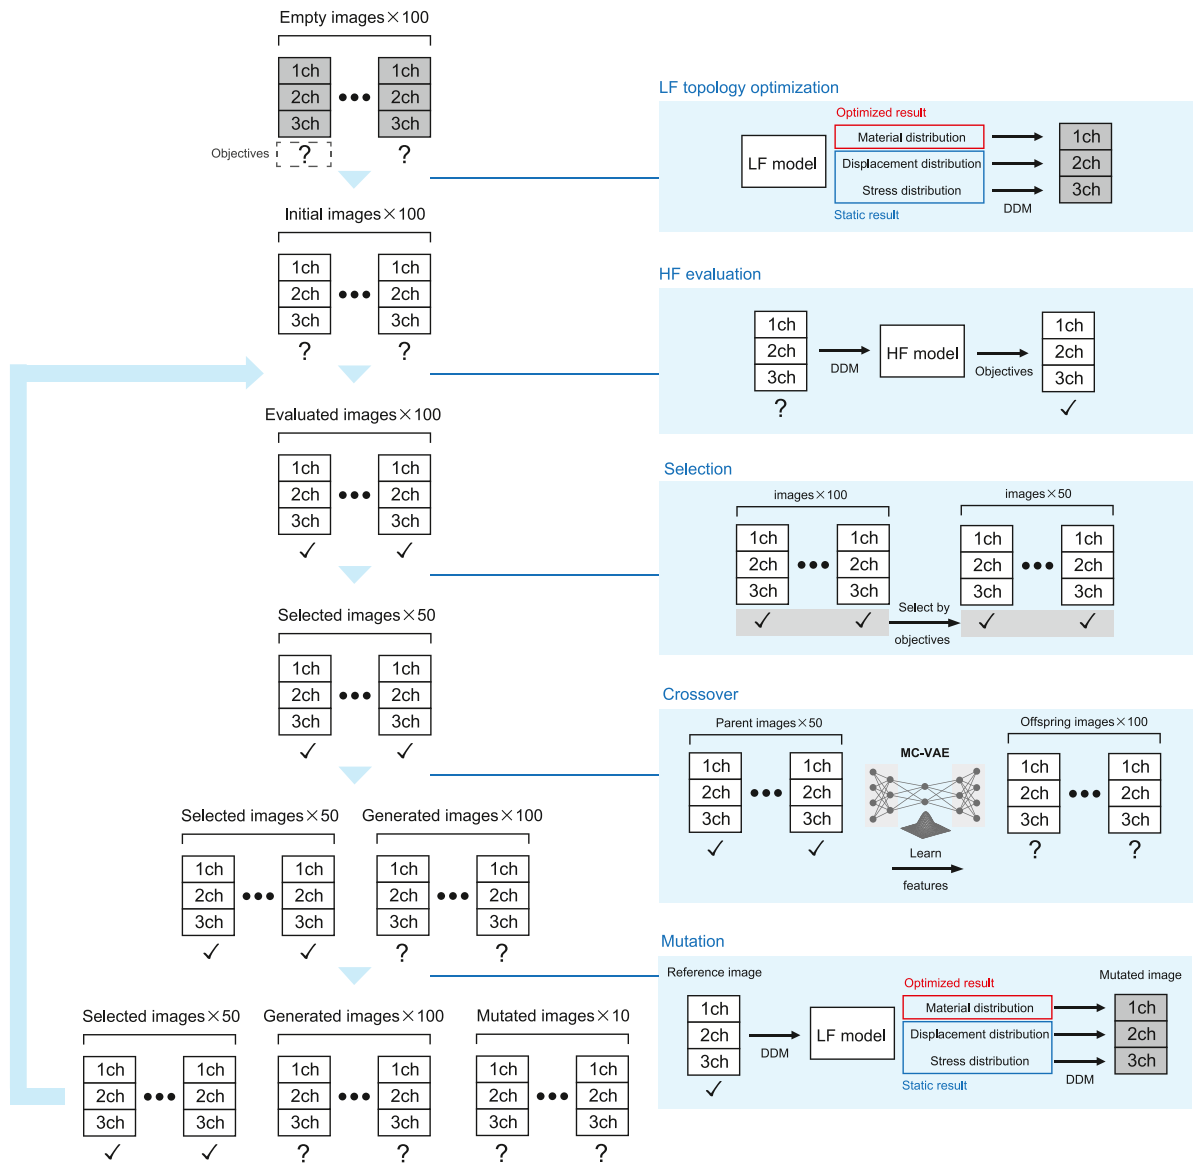 Empty images×100
1ch 1ch
2ch ••• 2ch
3ch 3ch
Objectives ? ?
Initial images×100
1ch 1ch
2ch ••• 2ch
3ch 3ch
? ?
Evaluated images×100
1ch 1ch
2ch ••• 2ch
3ch 3ch
✓ ✓
Selected images×50
1ch 1ch
2ch ••• 2ch
3ch 3ch
✓ ✓
Selected images×50
1ch 1ch
2ch ••• 2ch
3ch 3ch
✓ ✓
Generated images×100
1ch 1ch
2ch ••• 2ch
3ch 3ch
? ?
Selected images×50
1ch 1ch
2ch ••• 2ch
3ch 3ch
✓ ✓
Generated images×100
1ch 1ch
2ch ••• 2ch
3ch 3ch
? ?
Mutated images×10
1ch 1ch
2ch ••• 2ch
3ch 3ch
? ?
LF topology optimization
Optimized result
LF model
Material distribution
Displacement distribution
Stress distribution
Static result
DDM
1ch
2ch
3ch
HF evaluation
1ch
2ch
3ch
?
DDM
HF model
Objectives
1ch
2ch
3ch
✓
Selection
images×100
1ch 1ch
2ch ••• 2ch
3ch 3ch
✓ ✓
Select by
objectives
images×50
1ch 1ch
2ch ••• 2ch
3ch 3ch
✓ ✓
Crossover
Parent images×50
1ch 1ch
2ch ••• 2ch
3ch 3ch
✓ ✓
MC-VAE
Learn
features
Offspring images×100
1ch 1ch
2ch ••• 2ch
3ch 3ch
? ?
Mutation
Reference image
1ch
2ch
3ch
✓
DDM
LF model
Optimized result
Material distribution
Displacement distribution
Stress distribution
Static result
DDM
Mutated image
1ch
2ch
3ch